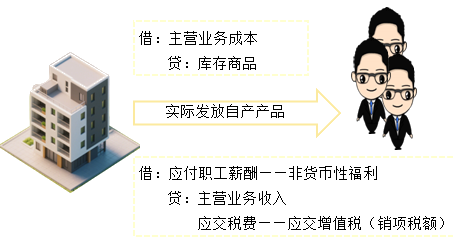 借：主营业务成本
贷：库存商品
实际发放自产产品
借：应付职工薪酬——非货币性福利
贷：主营业务收入
应交税费——应交增值税（销项税额）